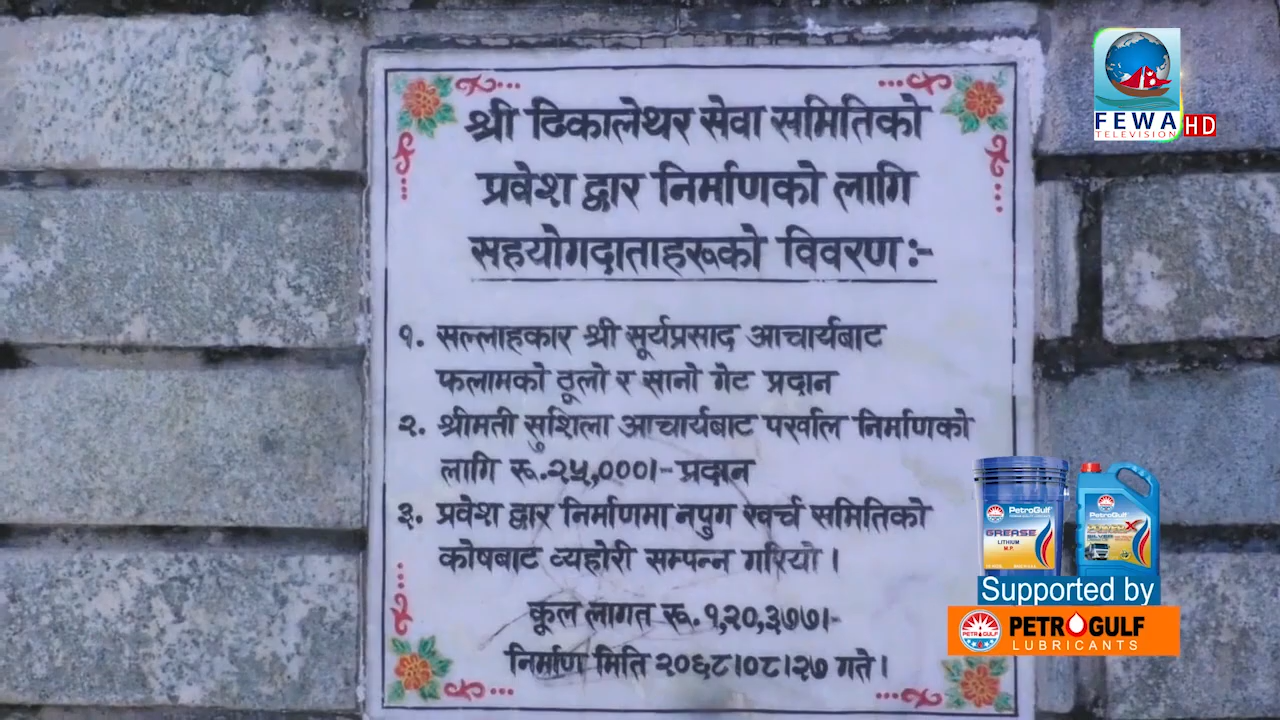 श्री ढिकालेथर सेवा समितिको
प्रवेश द्वार निर्माणको लागि
सहयोगदाताहरूको विवरण :-
१. सल्लाहकार श्री सूर्यप्रसाद आचार्यबाट
फलामको ठूलो र सानो गेट प्रदान
२. श्रीमती सुशिला आचार्यबाट पर्खाल निर्माणको
लागि रू.२५,०००।- प्रदान
३. प्रवेश द्वार निर्माणमा नपुग खर्च समितिको
कोषबाट व्यहोरी सम्पन्न गरियो ।
कूल लागत रू. १,२०,३७७।-
निर्माण मिति २०६८।०८।२७ गते ।
FEWA
TELEVISION HD
PetroGulf
GREASE
LITHIUM
M.P.
PetroGulf
Supported by
PETROGULF
LUBRICANTS